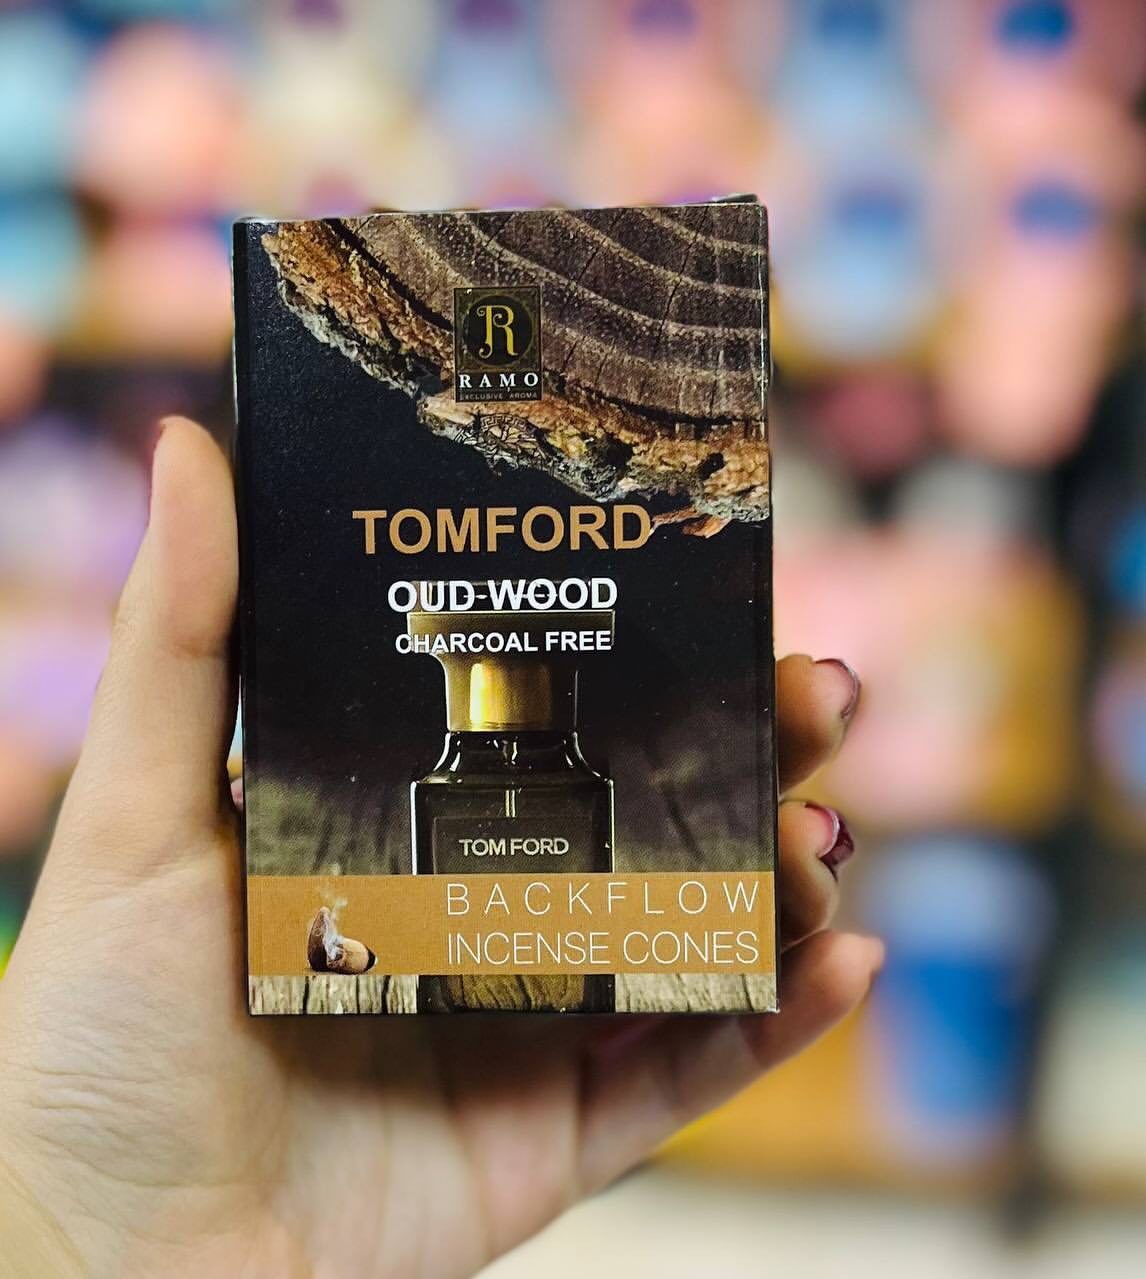 R
RAMO
EXCLUSIVE AROMA
TOMFORD
OUD WOOD
CHARCOAL FREE
TOM FORD
BACKFLOW
INCENSE CONES